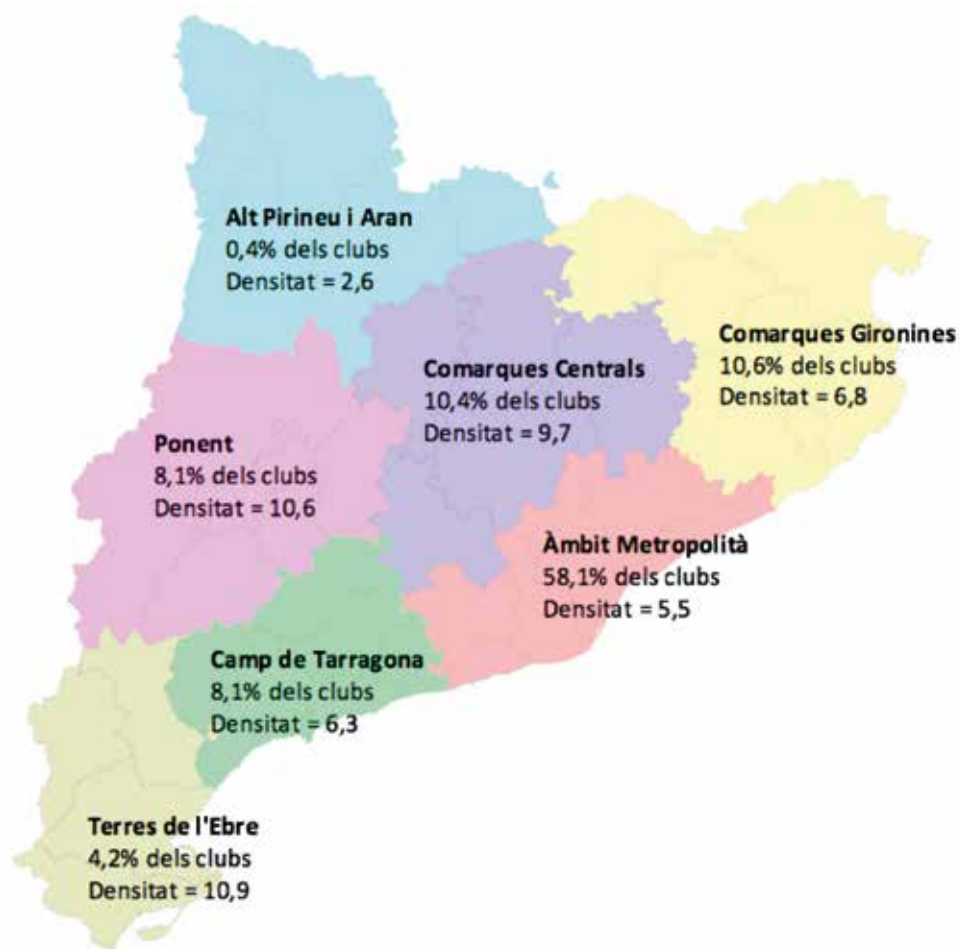 Alt Pirineu i Aran
0,4% dels clubs
Densitat = 2,6
Comarques Gironines
10,6% dels clubs
Densitat = 6,8
Comarques Centrals
10,4% dels clubs
Densitat = 9,7
Ponent
8,1% dels clubs
Densitat = 10,6
Àmbit Metropolità
58,1% dels clubs
Densitat = 5,5
Camp de Tarragona
8,1% dels clubs
Densitat = 6,3
Terres de l'Ebre
4,2% dels clubs
Densitat = 10,9